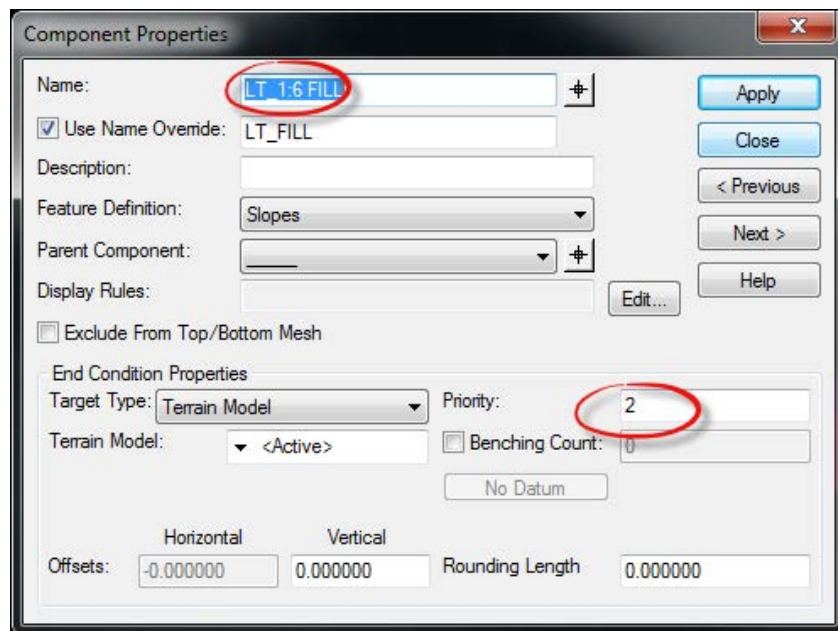 Component Properties
Name: LT_1:6 FILL
Apply
Use Name Override: LT_FILL
Close
Description:
< Previous
Feature Definition: Slopes
Next >
Parent Component: _____
Help
Display Rules:
Edit...
Exclude From Top/Bottom Mesh
End Condition Properties
Target Type: Terrain Model
Priority: 2
Terrain Model: <Active>
Benching Count: 0
No Datum
Horizontal Vertical
Offsets: -0.000000 0.000000 Rounding Length 0.000000